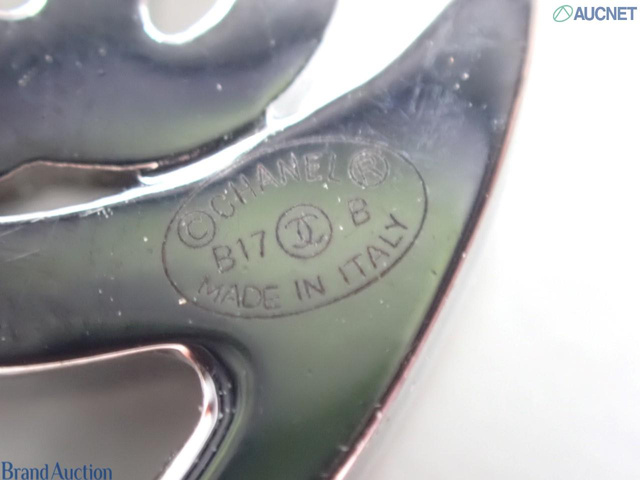 AUCNET
© CHANEL ®
B17 B
MADE IN ITALY
Brand Auction